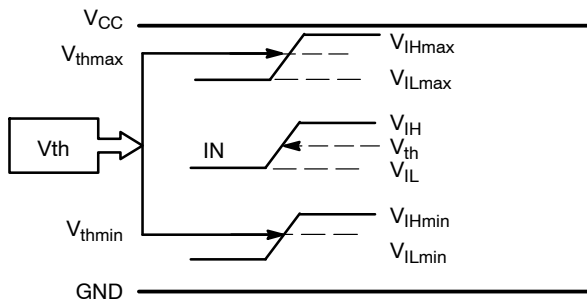 VCC
Vthmax
VIHmax
VILmax
Vth
IN
VIH
Vth
VIL
Vthmin
VIHmin
VILmin
GND